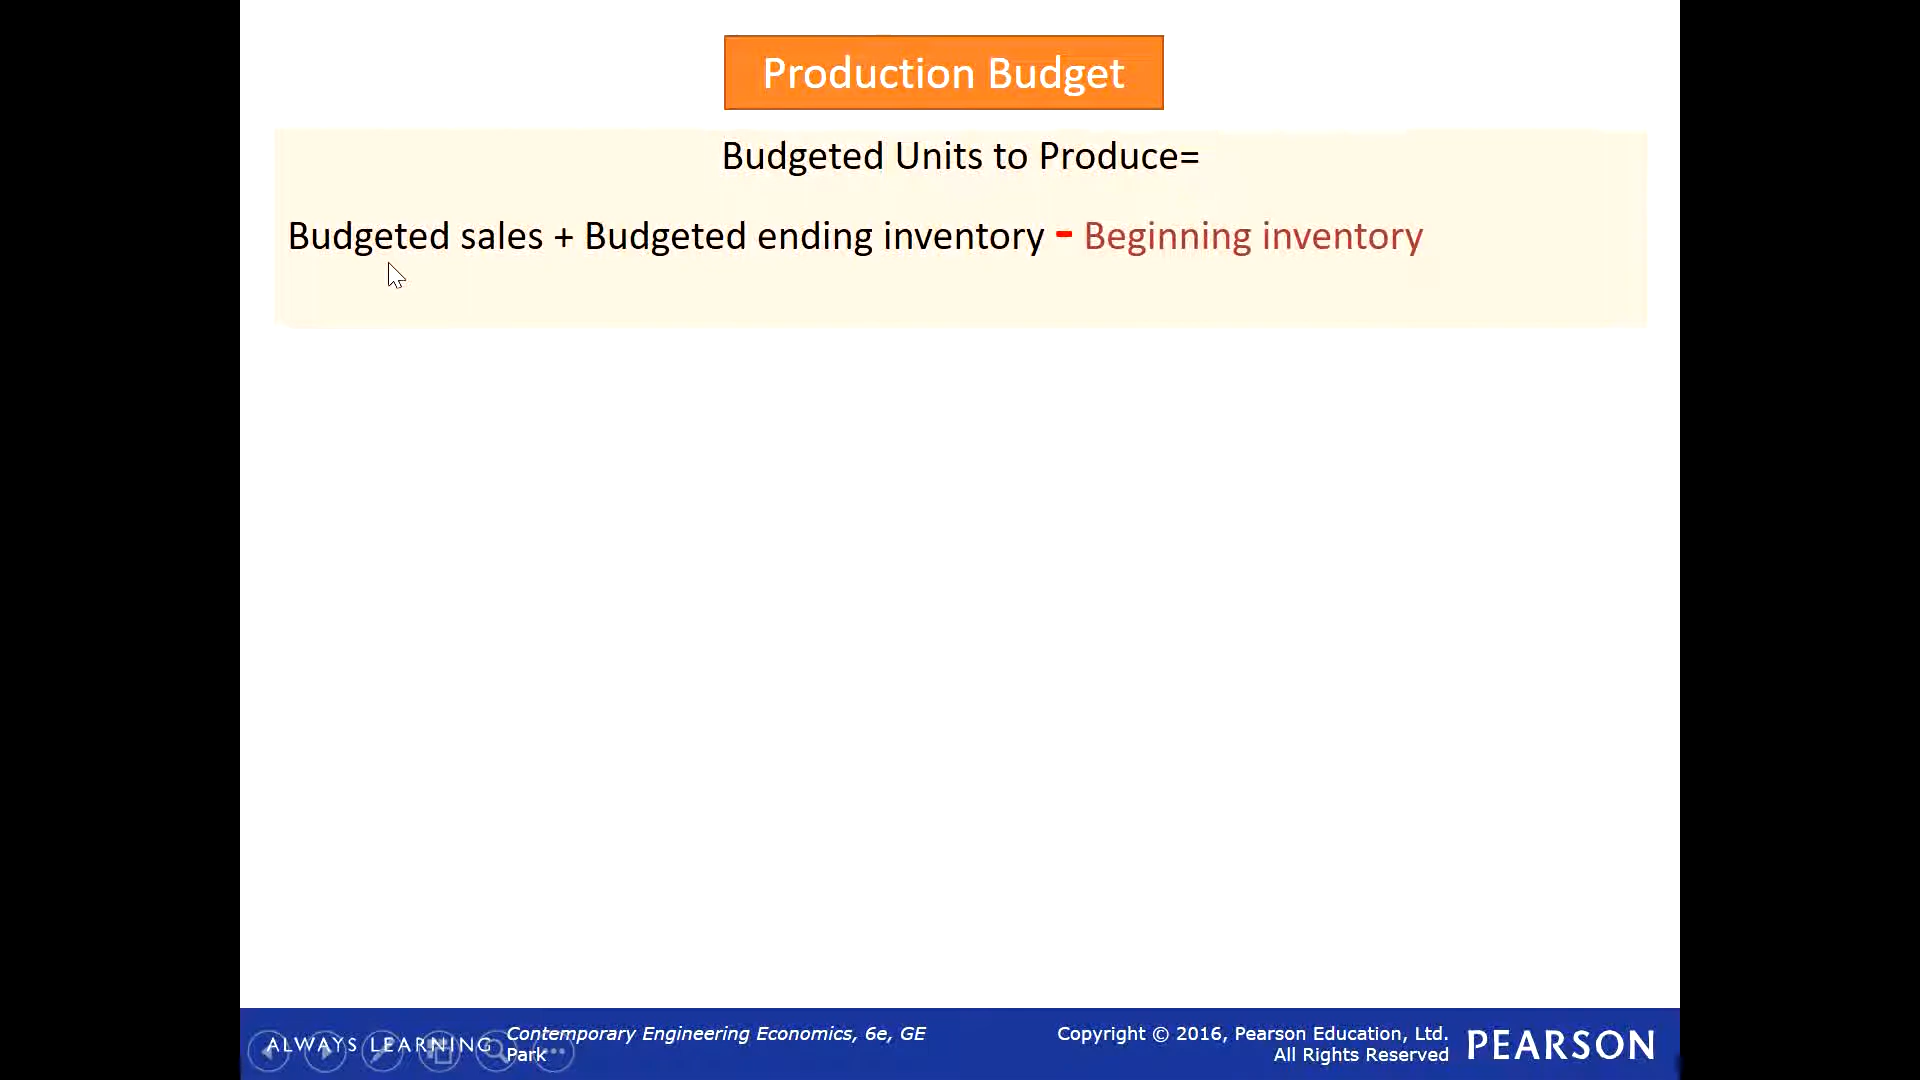 Production Budget
Budgeted Units to Produce=
Budgeted sales + Budgeted ending inventory - Beginning inventory
ALWAYS LEARNING
Contemporary Engineering Economics, 6e, GE
Park
Copyright © 2016, Pearson Education, Ltd.
All Rights Reserved
PEARSON